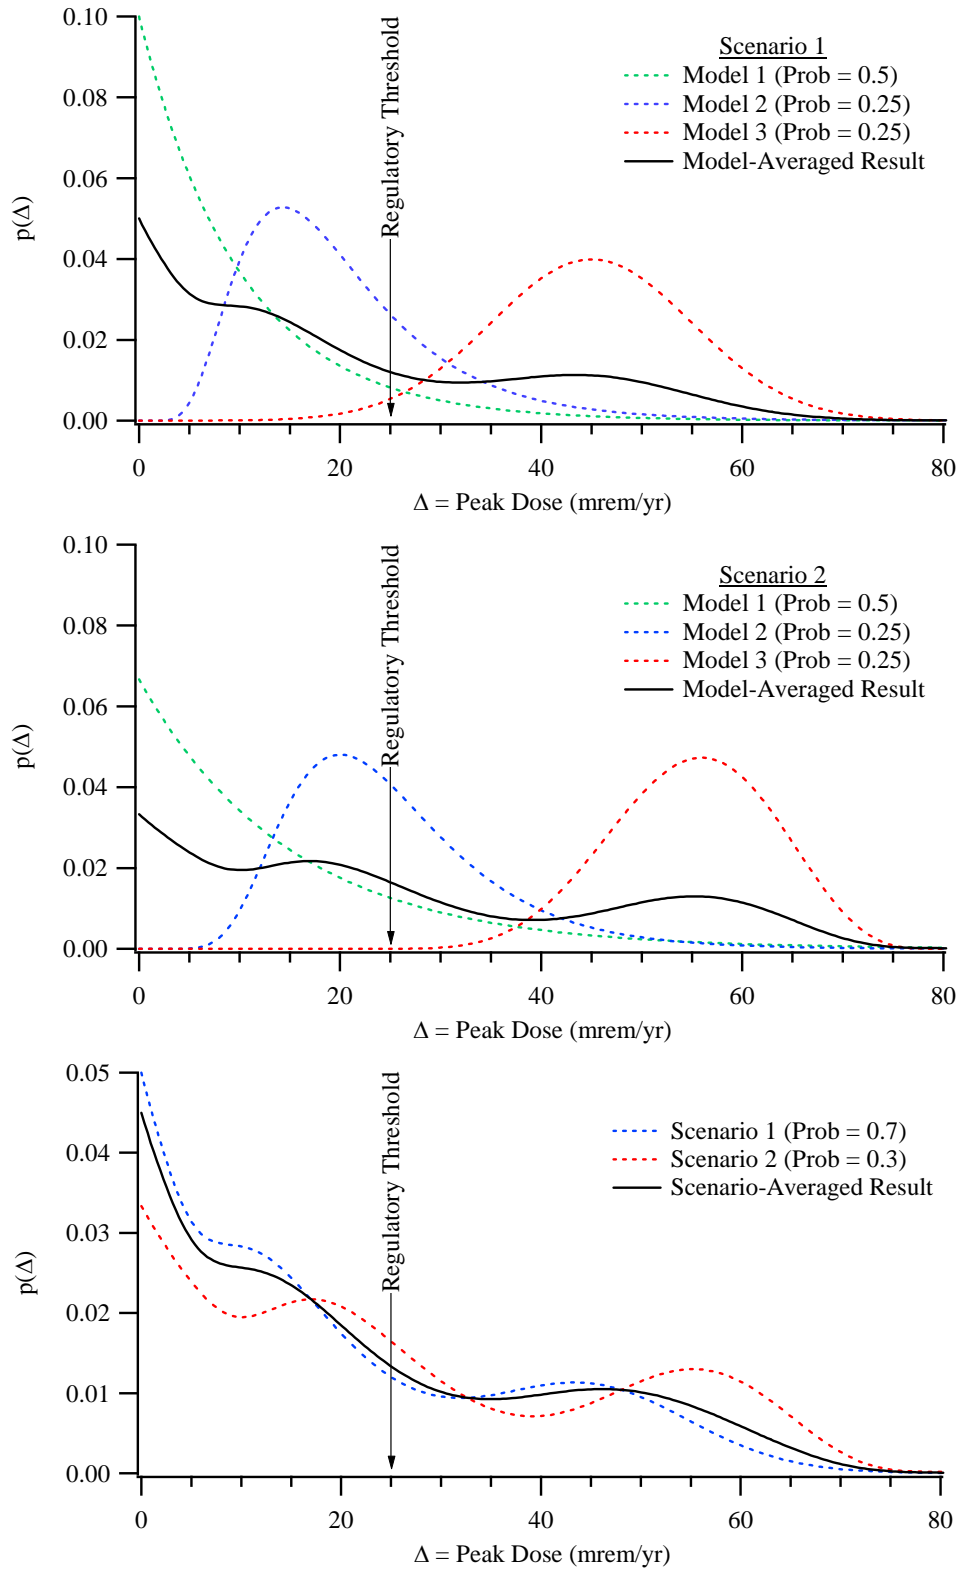 0.10
0.08
0.06
0.04
0.02
0.00
p(Δ)
Regulatory Threshold
Scenario 1
Model 1 (Prob = 0.5)
Model 2 (Prob = 0.25)
Model 3 (Prob = 0.25)
Model-Averaged Result
0 20 40 60 80
Δ = Peak Dose (mrem/yr)
0.10
0.08
0.06
0.04
0.02
0.00
p(Δ)
Regulatory Threshold
Scenario 2
Model 1 (Prob = 0.5)
Model 2 (Prob = 0.25)
Model 3 (Prob = 0.25)
Model-Averaged Result
0 20 40 60 80
Δ = Peak Dose (mrem/yr)
0.05
0.04
0.03
0.02
0.01
0.00
p(Δ)
Regulatory Threshold
Scenario 1 (Prob = 0.7)
Scenario 2 (Prob = 0.3)
Scenario-Averaged Result
0 20 40 60 80
Δ = Peak Dose (mrem/yr)